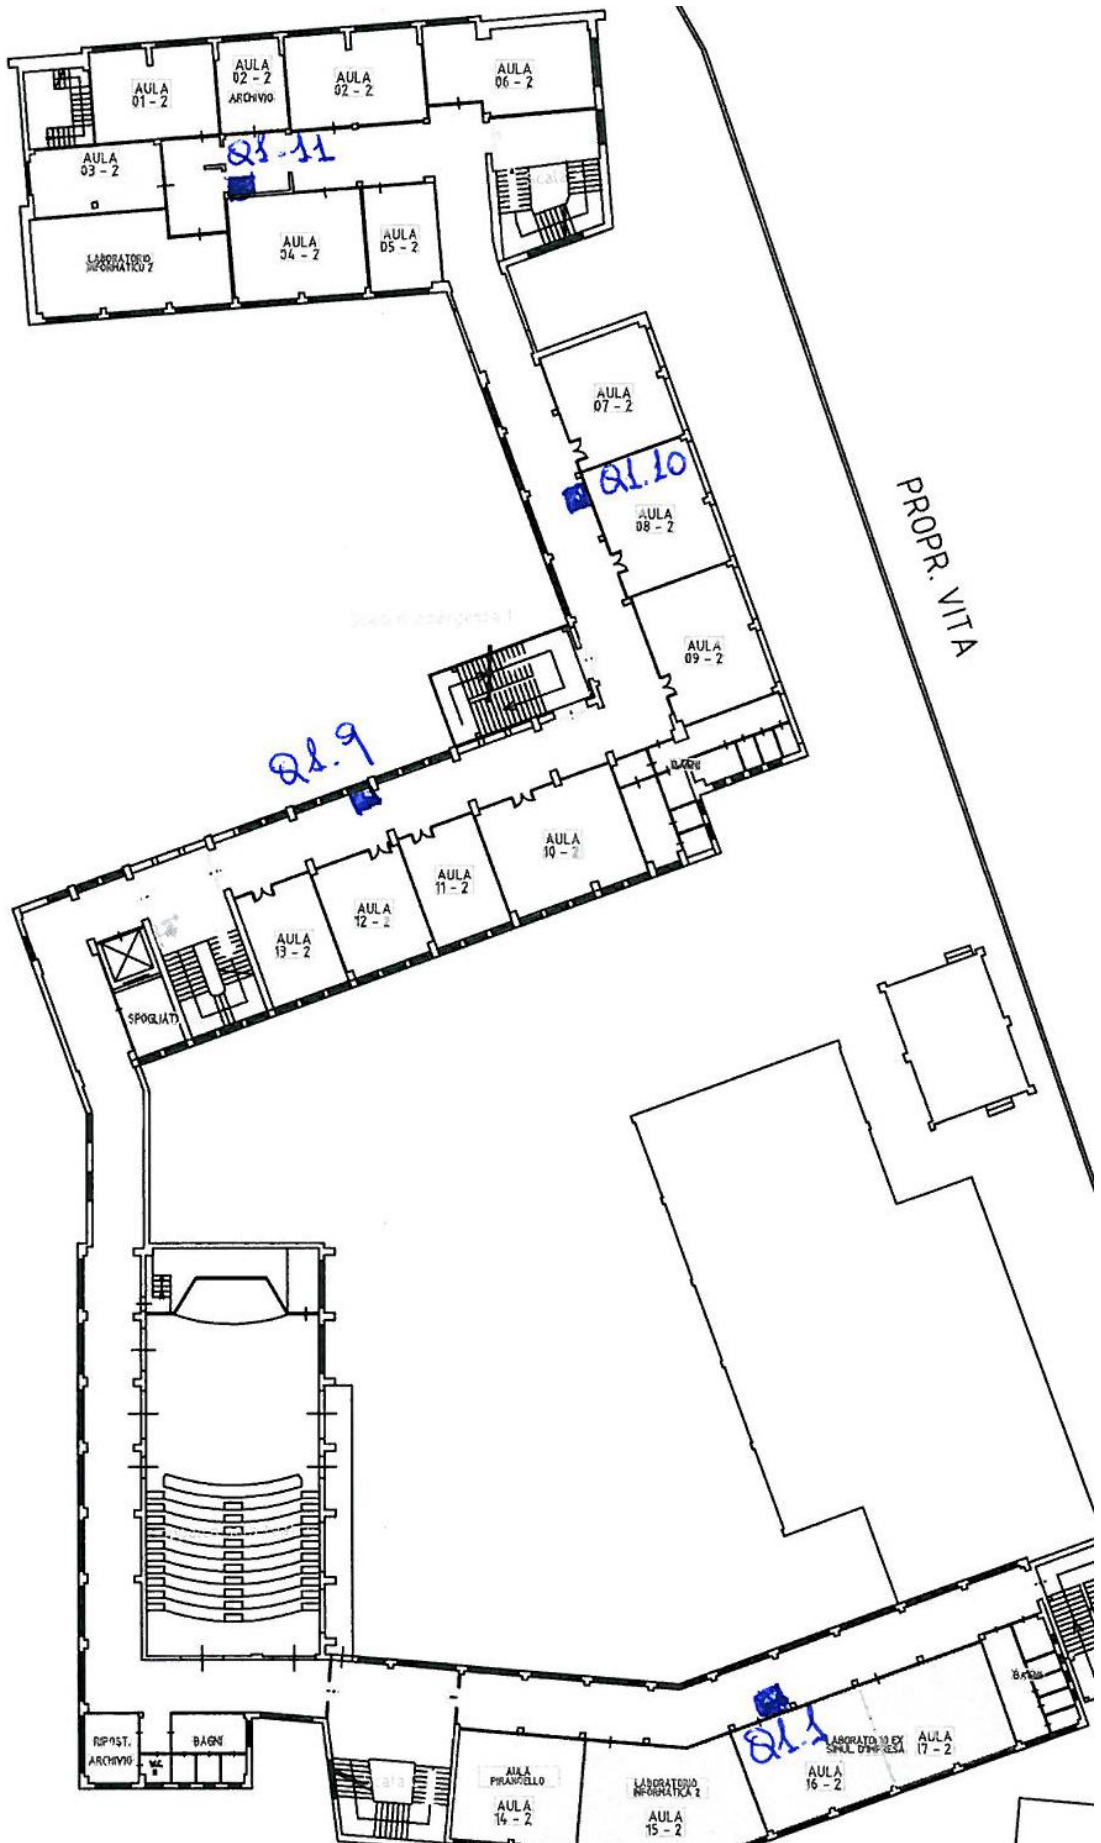 AULA
01 - 2
AULA
02 - 2
ARCHIVIO
AULA
02 - 2
AULA
06 - 2
AULA
03 - 2
Q1-11
LABORATORIO
INFORMATICO 2
AULA
04 - 2
AULA
05 - 2
scala
AULA
07 - 2
Q1.10
AULA
08 - 2
PROPR. VITA
AULA
09 - 2
Q1.9
BAGNI
AULA
10 - 2
AULA
11 - 2
AULA
12 - 2
AULA
13 - 2
SPOGLIAT.
RIPOST.
ARCHIVIO
BAGNI
scala
AULA
PIRANDELLO
AULA
14 - 2
LABORATORIO
INFORMATICA 2
AULA
15 - 2
Q1.1
LABORATORIO EX
SIMUL. D'IMPRESA
AULA
16 - 2
AULA
17 - 2
BAGNI